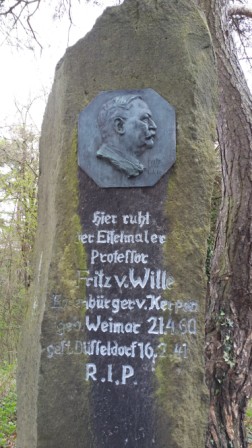 Hier ruht
der Eifelmaler
Professor
Fritz v. Wille
Ehrenbürger v. Kerpen
geb. Weimar 21.4.60
gest. Düsseldorf 16.2.41
R.I.P.